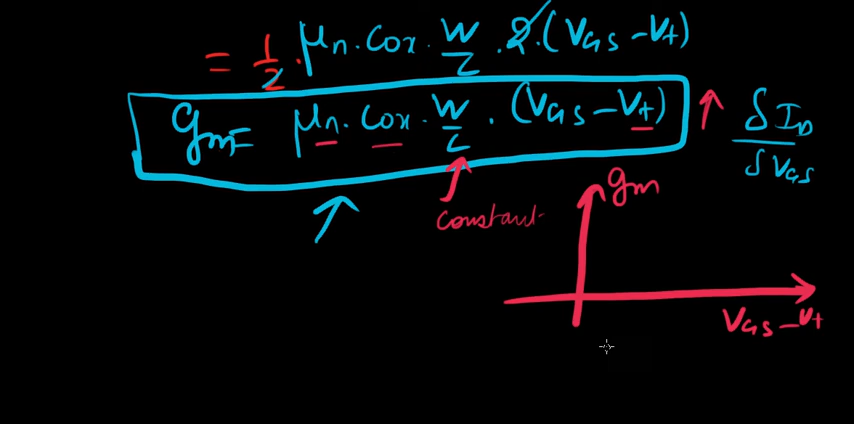 = 1/2 · μn · Cox · W/L · 2 · (VGS − Vt)
gm = μn · Cox · W/L · (VGS − Vt) ↑ δID/δVGS
constant
gm
VGS − Vt